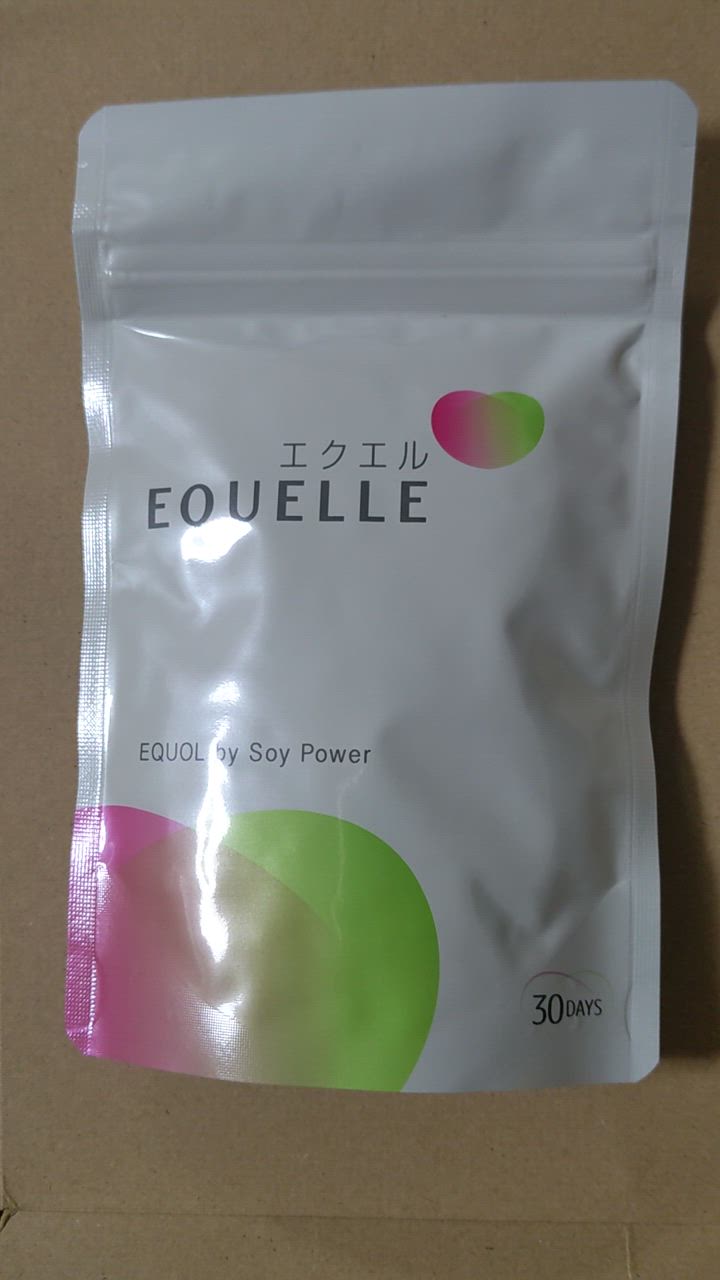 エクエル
EQUELLE
EQUOL by Soy Power
30DAYS